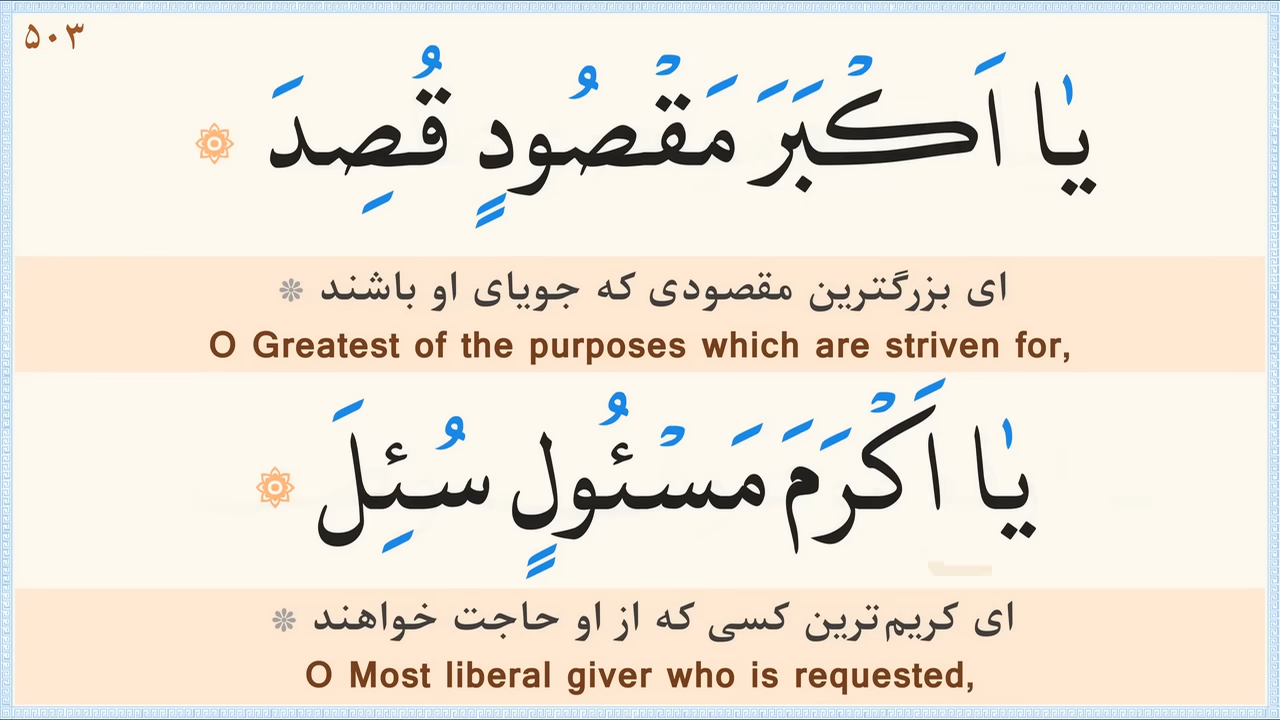 ۵۰۳
یٰا اَکْبَرَ مَقْصُودٍ قُصِدَ
ای بزرگترین مقصودی که جویای او باشند
O Greatest of the purposes which are striven for,
یٰا اَکْرَمَ مَسْئُولٍ سُئِلَ
ای کریم‌ترین کسی که از او حاجت خواهند
O Most liberal giver who is requested,